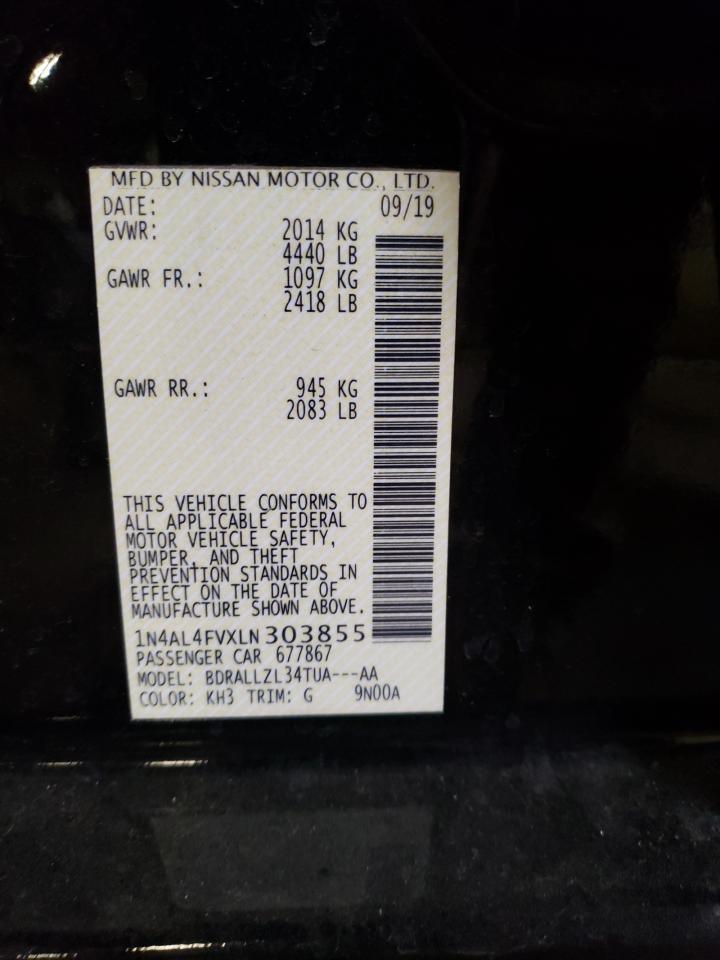 MFD BY NISSAN MOTOR CO., LTD.
DATE: 09/19
GVWR: 2014 KG
4440 LB
GAWR FR.: 1097 KG
2418 LB
GAWR RR.: 945 KG
2083 LB
THIS VEHICLE CONFORMS TO
ALL APPLICABLE FEDERAL
MOTOR VEHICLE SAFETY,
BUMPER, AND THEFT
PREVENTION STANDARDS IN
EFFECT ON THE DATE OF
MANUFACTURE SHOWN ABOVE.
1N4AL4FVXLN303855
PASSENGER CAR 677867
MODEL: BDRALLZL34TUA---AA
COLOR: KH3 TRIM: G 9N00A